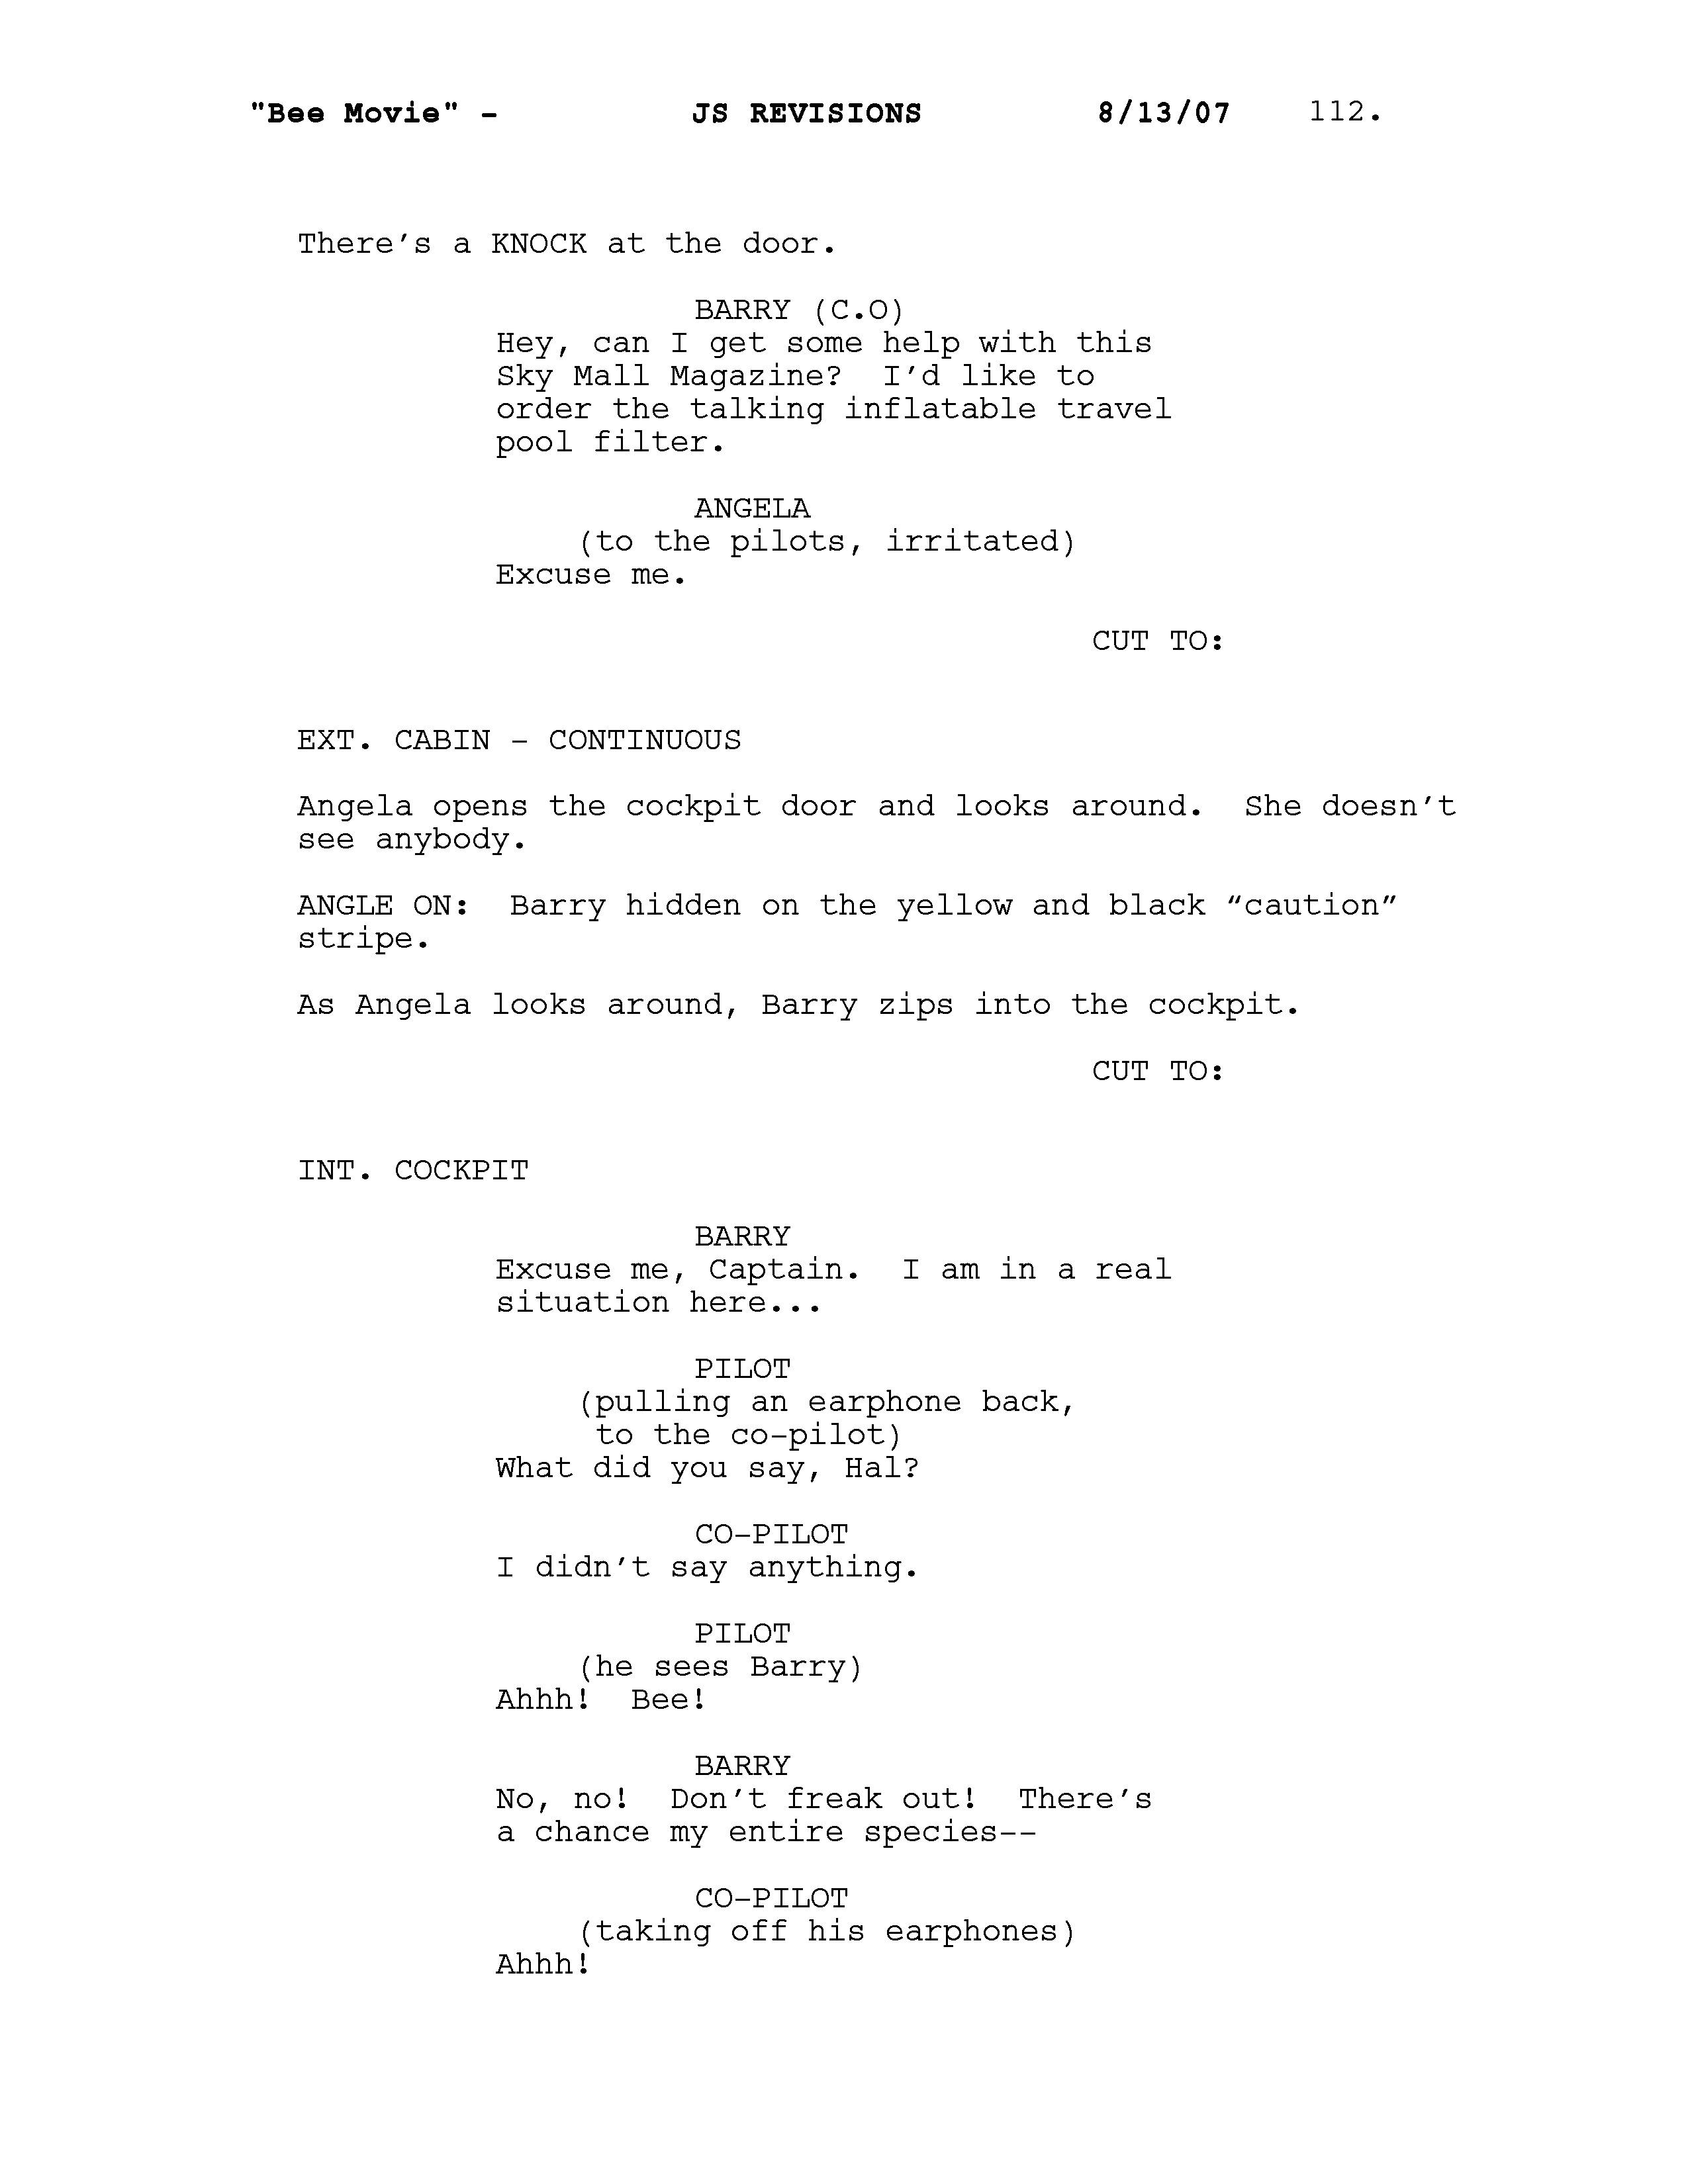 "Bee Movie" - JS REVISIONS 8/13/07 112.
There’s a KNOCK at the door.
BARRY (C.O)
Hey, can I get some help with this
Sky Mall Magazine?  I’d like to
order the talking inflatable travel
pool filter.
ANGELA
(to the pilots, irritated)
Excuse me.
CUT TO:
EXT. CABIN - CONTINUOUS
Angela opens the cockpit door and looks around.  She doesn’t
see anybody.
ANGLE ON:  Barry hidden on the yellow and black “caution”
stripe.
As Angela looks around, Barry zips into the cockpit.
CUT TO:
INT. COCKPIT
BARRY
Excuse me, Captain.  I am in a real
situation here...
PILOT
(pulling an earphone back,
to the co-pilot)
What did you say, Hal?
CO-PILOT
I didn’t say anything.
PILOT
(he sees Barry)
Ahhh!  Bee!
BARRY
No, no!  Don’t freak out!  There’s
a chance my entire species--
CO-PILOT
(taking off his earphones)
Ahhh!